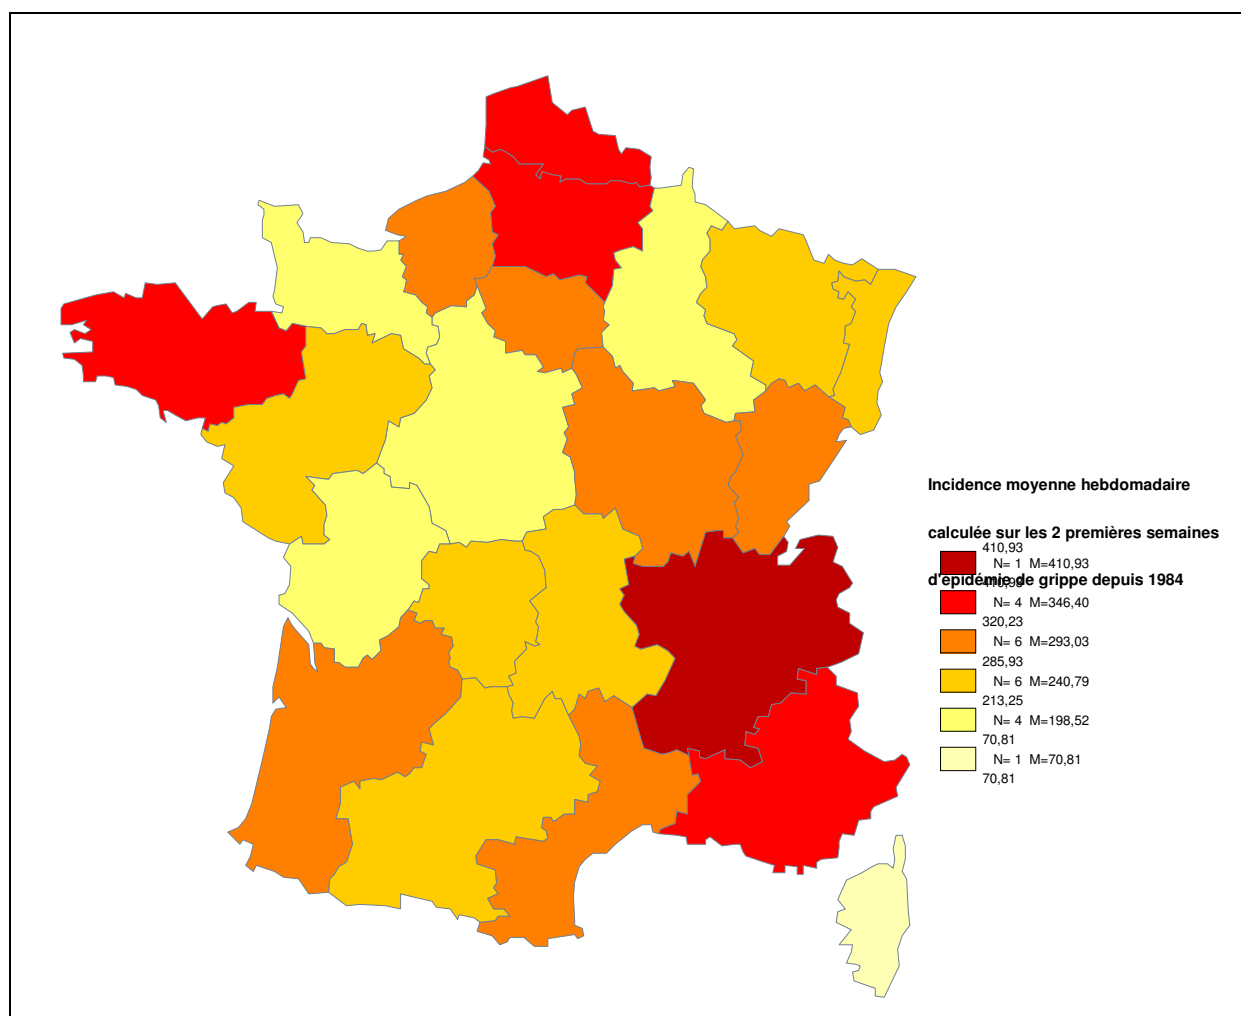 Incidence moyenne hebdomadaire
calculée sur les 2 premières semaines
410,93
N= 1 M=410,93
d'epidémie de grippe depuis 1984
N= 4 M=346,40
320,23
N= 6 M=293,03
285,93
N= 6 M=240,79
213,25
N= 4 M=198,52
70,81
N= 1 M=70,81
70,81